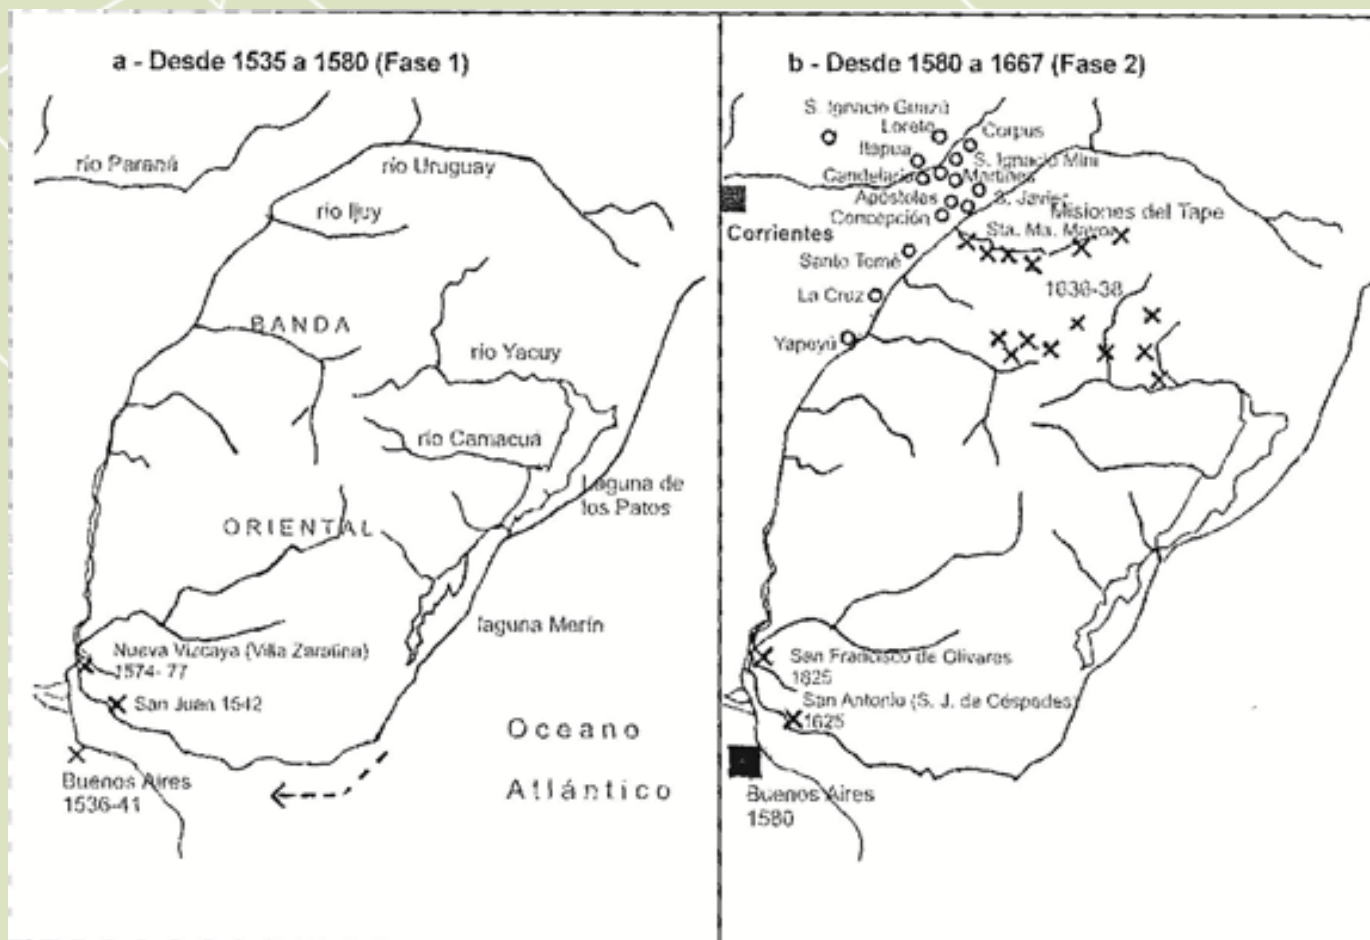 a - Desde 1535 a 1580 (Fase 1)
río Paraná
río Uruguay
río Ijuy
BANDA
río Yacuy
río Camacuá
Laguna de
los Patos
ORIENTAL
laguna Merín
Nueva Vizcaya (Villa Zaratina)
1574-77
San Juan 1542
Oceano
Atlántico
Buenos Aires
1536-41
b - Desde 1580 a 1667 (Fase 2)
S. Ignacio Guazú
Loreto
Corpus
Itapua
S. Ignacio Mini
Candelaria
Martires
Apóstoles
S. Javier
Concepción
Misiones del Tape
Corrientes
Sta. Ma. Mayor
Santo Tomé
1636-38
La Cruz
Yapeyú
San Francisco de Olivares
San Antonio (S. J. de Céspedes)
1625
Buenos Aires
1580